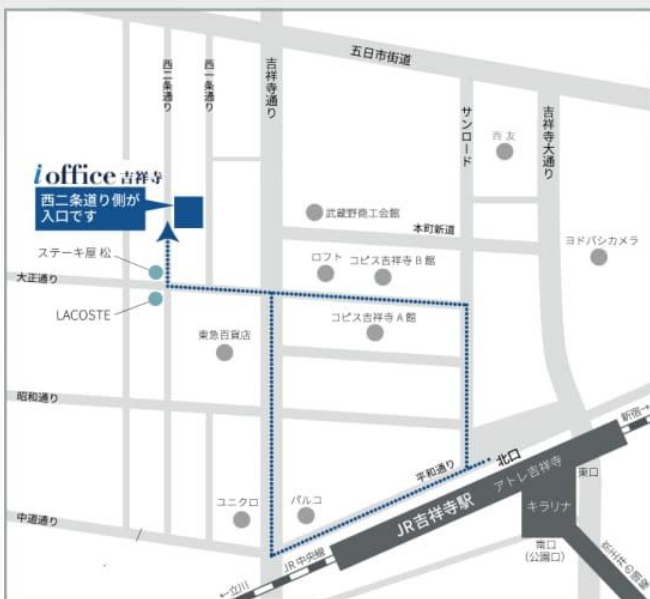 五日市街道
西二条通り
西一条通り
吉祥寺通り
サンロード
吉祥寺大通り
西友
i office 吉祥寺
西二条道り側が
入口です
武蔵野商工会館
本町新道
ヨドバシカメラ
ステーキ屋 松
ロフト
コピス吉祥寺 B 館
大正通り
LACOSTE
コピス吉祥寺 A 館
東急百貨店
昭和通り
新宿→
平和通り
北口
アトレ吉祥寺
東口
JR吉祥寺駅
キラリナ
ユニクロ
パルコ
中道通り
南口
(公園口)
JR 中央線
←立川
京王井の頭線